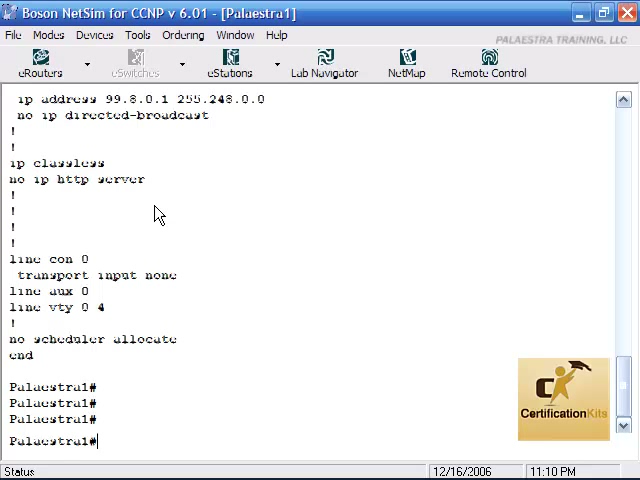 Boson NetSim for CCNP v 6.01 - [Palaestra1]
File Modes Devices Tools Ordering Window Help
PALAESTRA TRAINING, LLC
eRouters eSwitches eStations Lab Navigator NetMap Remote Control
ip address 99.8.0.1 255.248.0.0
no ip directed-broadcast
!
!
ip classless
no ip http server
!
!
!
!
line con 0
transport input none
line aux 0
line vty 0 4
!
no scheduler allocate
end
Palaestra1#
Palaestra1#
Palaestra1#
Palaestra1#
CK
CertificationKits
Status 12/16/2006 11:10 PM